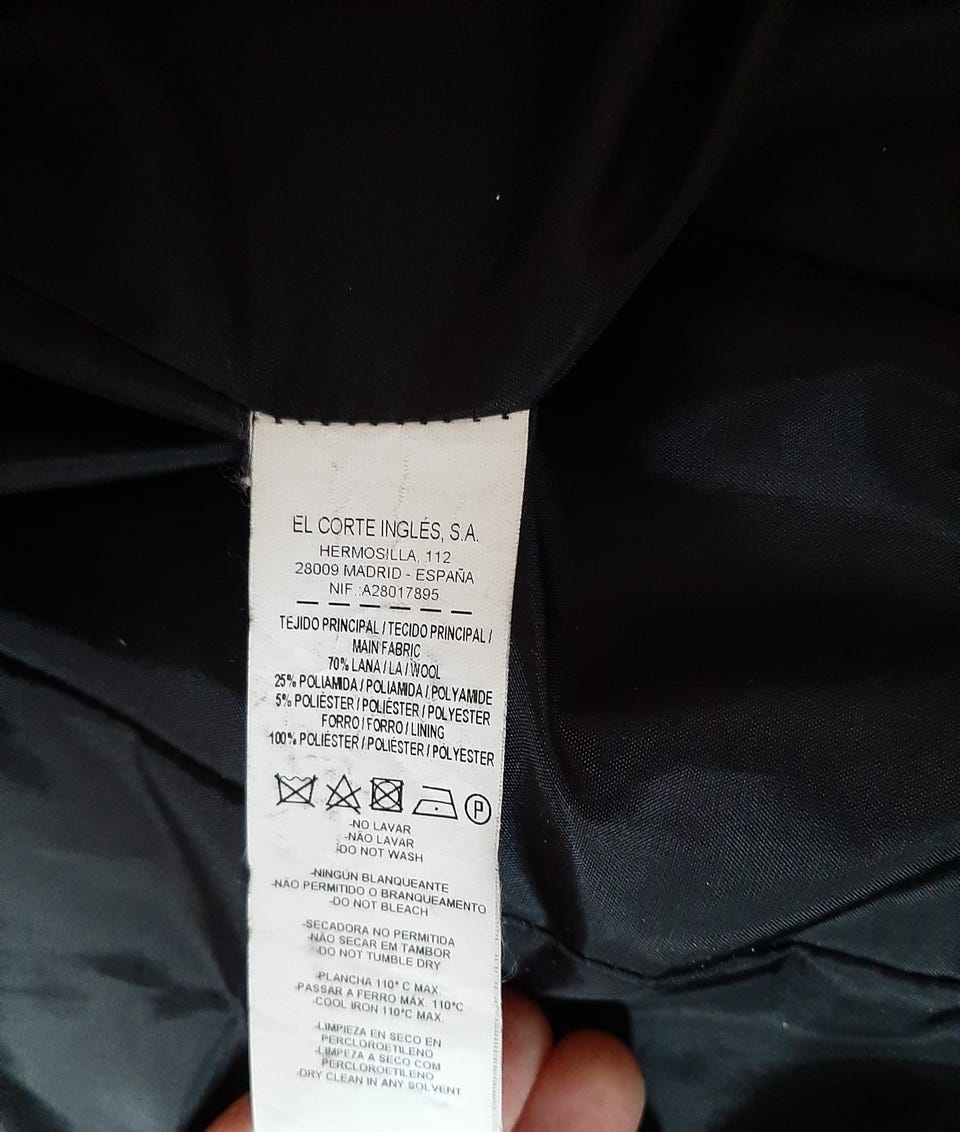 EL CORTE INGLÉS, S.A.
HERMOSILLA, 112
28009 MADRID - ESPAÑA
NIF.:A28017895
TEJIDO PRINCIPAL / TECIDO PRINCIPAL /
MAIN FABRIC
70% LANA / LA / WOOL
25% POLIAMIDA / POLIAMIDA / POLYAMIDE
5% POLIÉSTER / POLIÉSTER / POLYESTER
FORRO / FORRO / LINING
100% POLIÉSTER / POLIÉSTER / POLYESTER
P
-NO LAVAR
-NÃO LAVAR
-DO NOT WASH
-NINGÚN BLANQUEANTE
-NÃO PERMITIDO O BRANQUEAMENTO
-DO NOT BLEACH
-SECADORA NO PERMITIDA
-NÃO SECAR EM TAMBOR
-DO NOT TUMBLE DRY
-PLANCHA 110° C MAX.
-PASSAR A FERRO MÁX. 110°C
-COOL IRON 110°C MAX.
-LIMPIEZA EN SECO EN
PERCLOROETILENO
-LIMPEZA A SECO COM
PERCLOROETILENO
-DRY CLEAN IN ANY SOLVENT